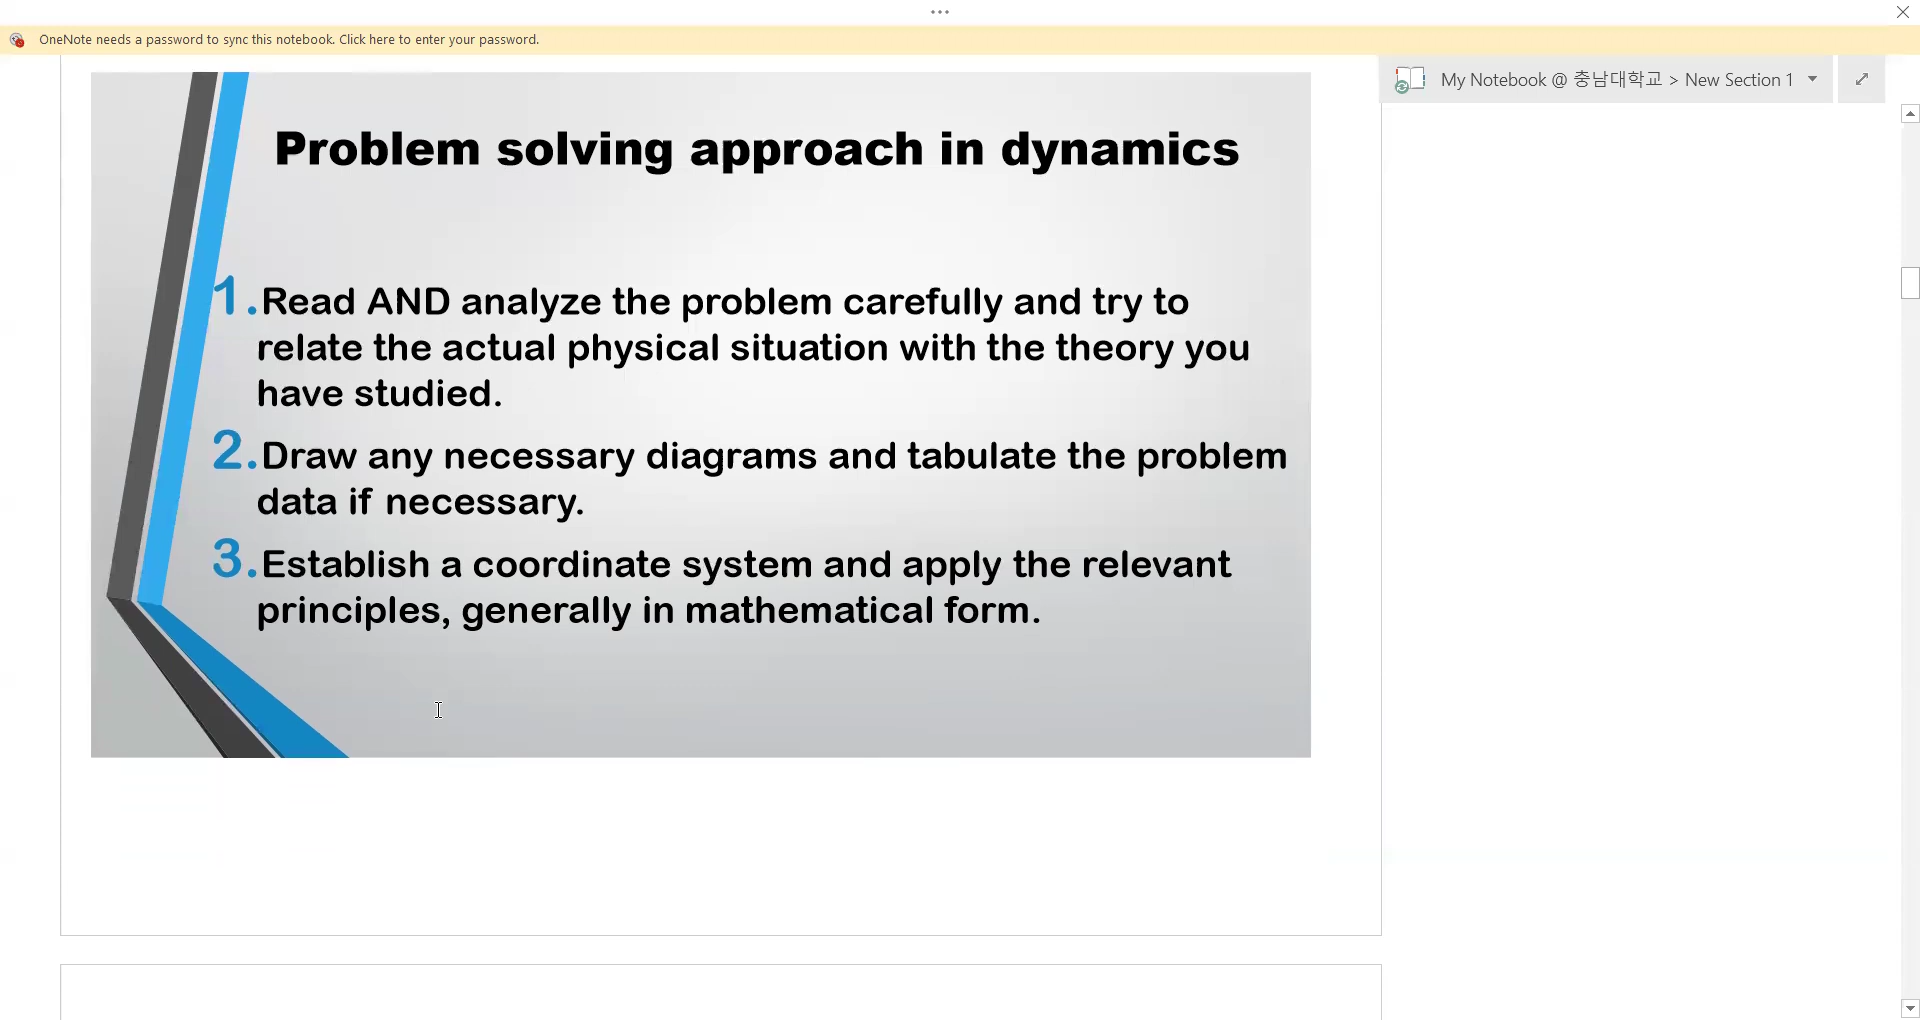 OneNote needs a password to sync this notebook. Click here to enter your password.
My Notebook @ 충남대학교 > New Section 1
Problem solving approach in dynamics
1.Read AND analyze the problem carefully and try to
relate the actual physical situation with the theory you
have studied.
2.Draw any necessary diagrams and tabulate the problem
data if necessary.
3.Establish a coordinate system and apply the relevant
principles, generally in mathematical form.